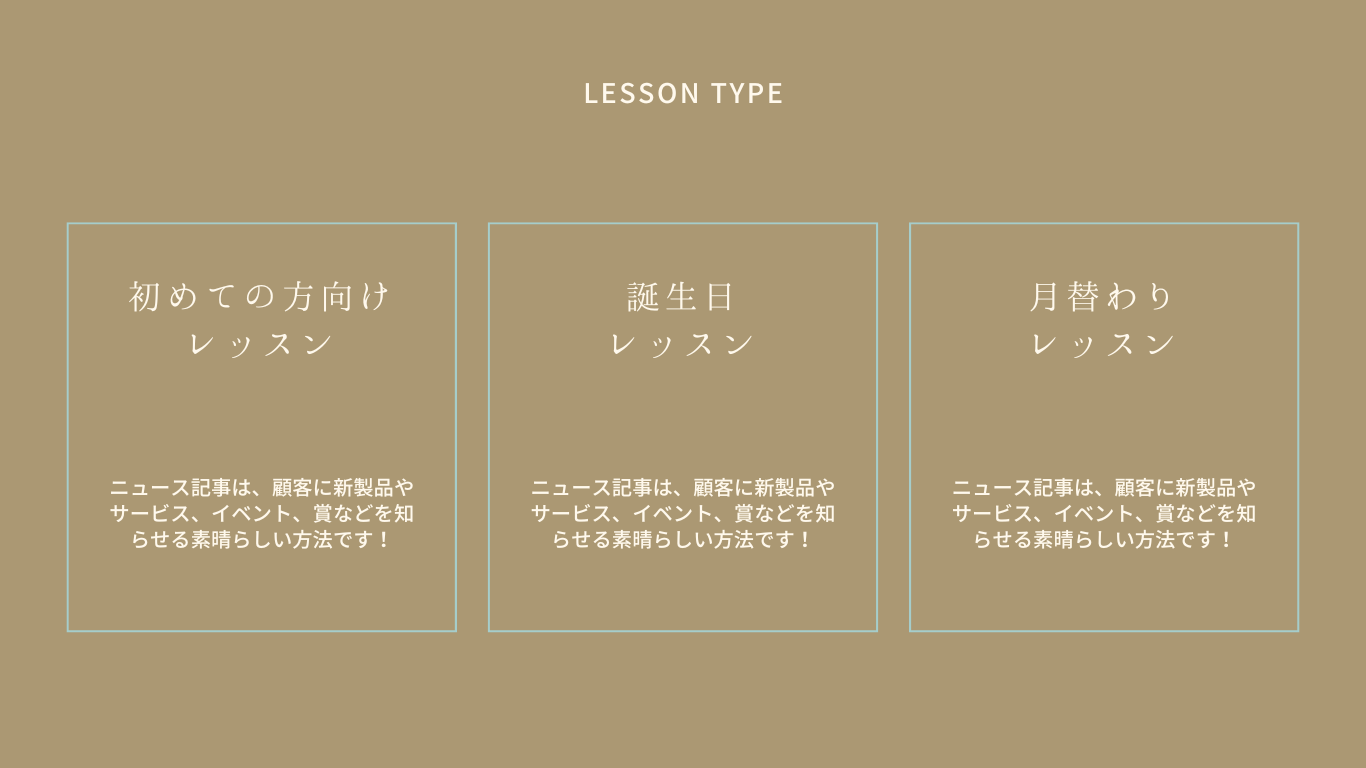 LESSON TYPE
初めての方向け
レッスン
ニュース記事は、顧客に新製品や
サービス、イベント、賞などを知
らせる素晴らしい方法です！
誕生日
レッスン
ニュース記事は、顧客に新製品や
サービス、イベント、賞などを知
らせる素晴らしい方法です！
月替わり
レッスン
ニュース記事は、顧客に新製品や
サービス、イベント、賞などを知
らせる素晴らしい方法です！